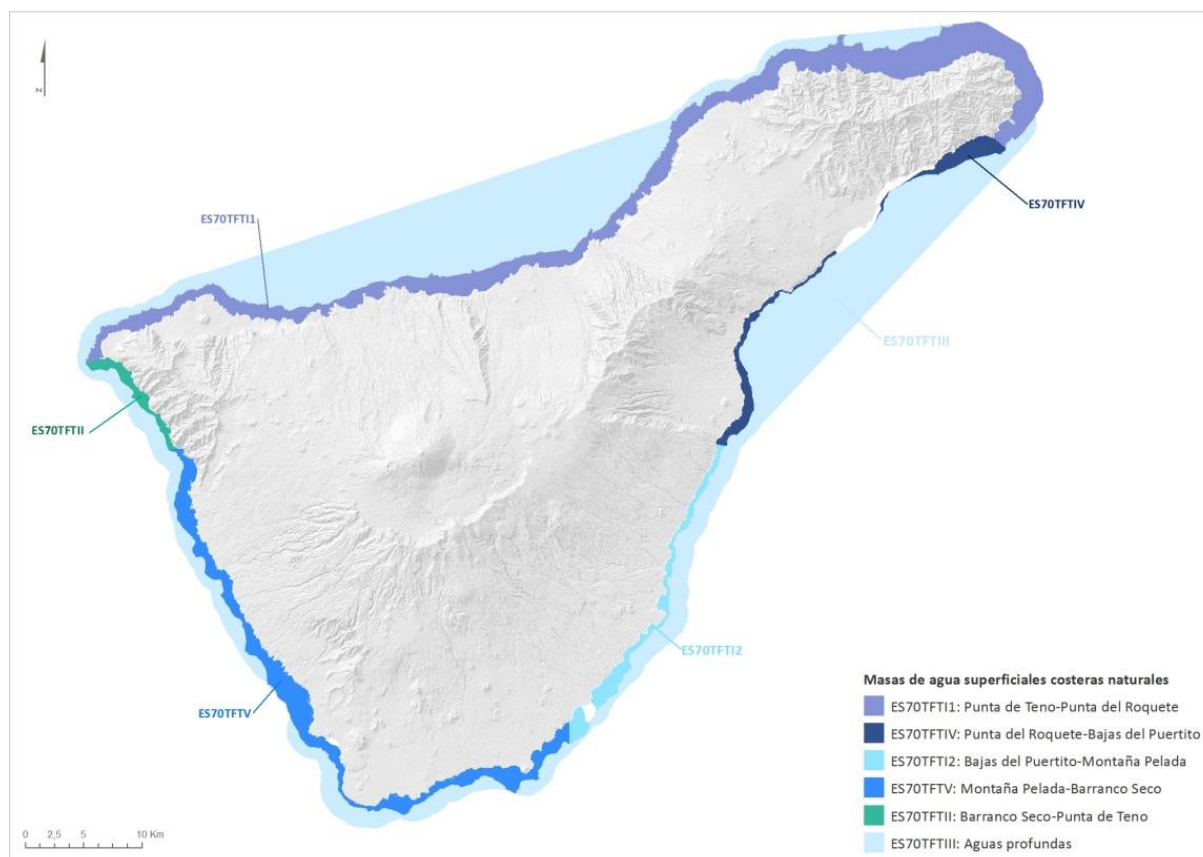 N
ES70TFTI1
ES70TFTIV
ES70TFTIII
ES70TFTII
ES70TFTI2
ES70TFTV
Masas de agua superficiales costeras naturales
ES70TFTI1: Punta de Teno-Punta del Roquete
ES70TFTIV: Punta del Roquete-Bajas del Puertito
ES70TFTI2: Bajas del Puertito-Montaña Pelada
ES70TFTV: Montaña Pelada-Barranco Seco
ES70TFTII: Barranco Seco-Punta de Teno
ES70TFTIII: Aguas profundas
0 2,5 5 10 Km